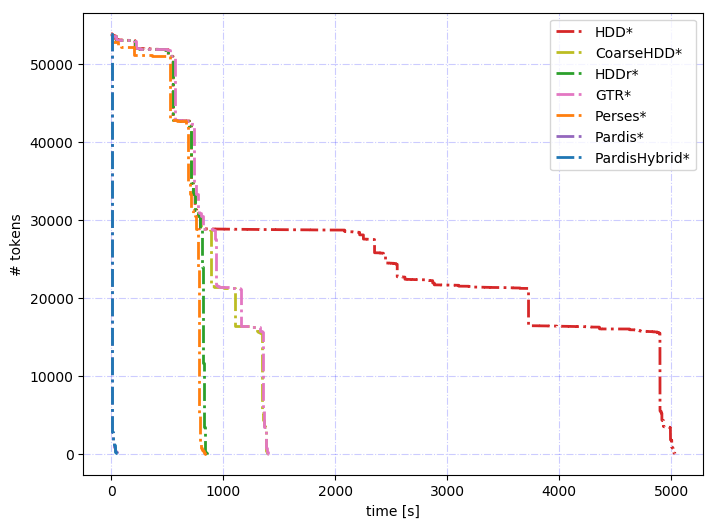 HDD*
CoarseHDD*
HDDr*
GTR*
Perses*
Pardis*
PardisHybrid*
50000
40000
30000
20000
10000
0
# tokens
0 1000 2000 3000 4000 5000
time [s]